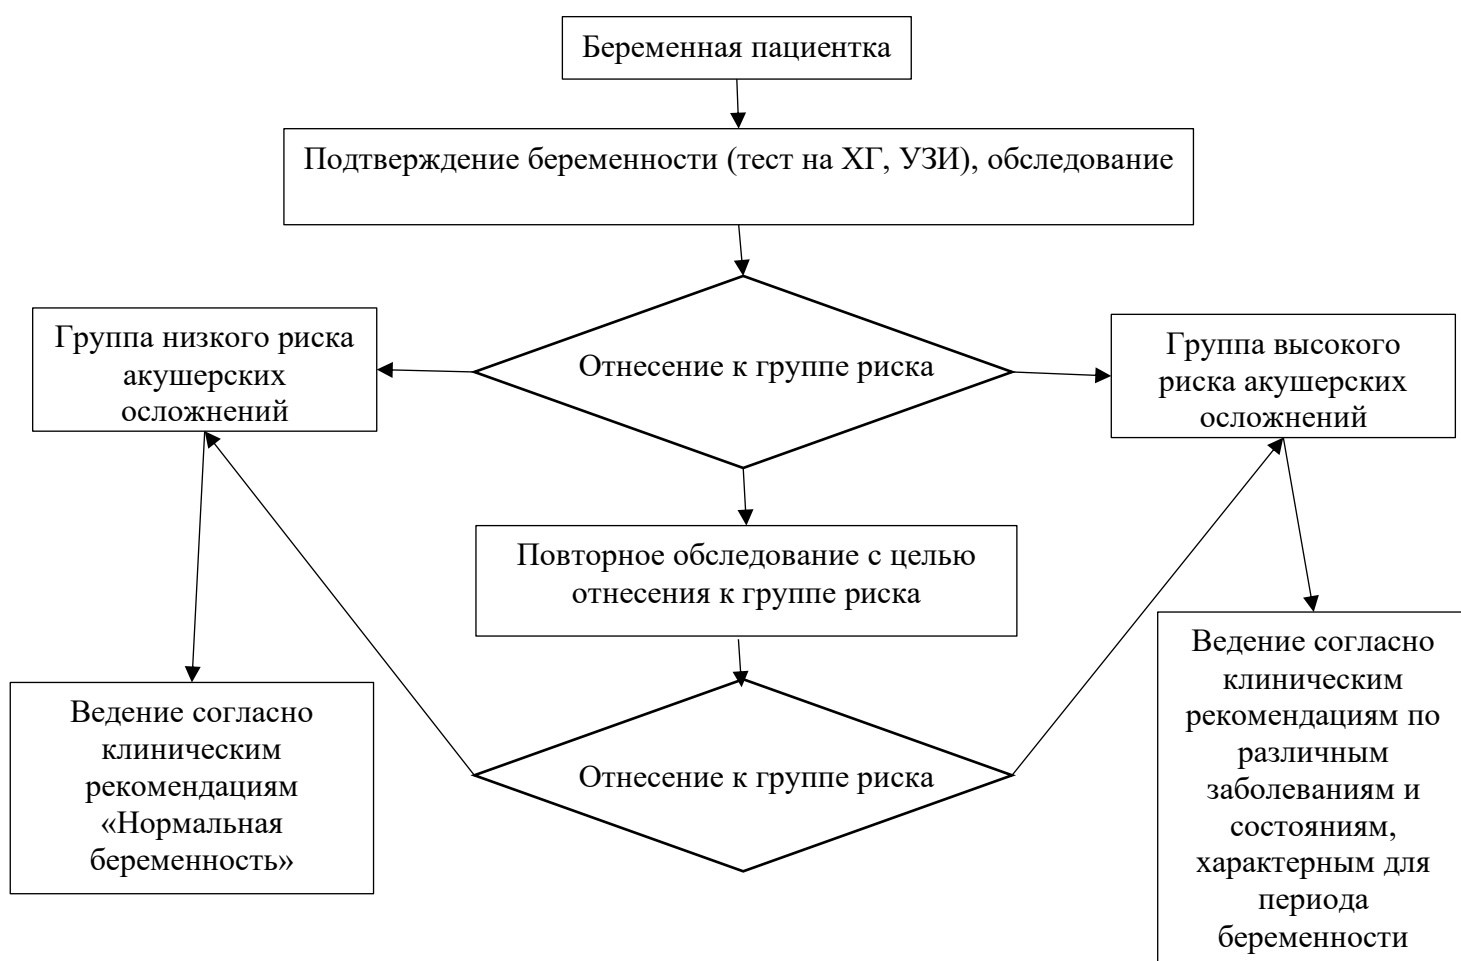 Беременная пациентка
Подтверждение беременности (тест на ХГ, УЗИ), обследование
Группа низкого риска
акушерских
осложнений
Отнесение к группе риска
Группа высокого
риска акушерских
осложнений
Повторное обследование с целью
отнесения к группе риска
Ведение согласно
клиническим
рекомендациям
«Нормальная
беременность»
Отнесение к группе риска
Ведение согласно
клиническим
рекомендациям по
различным
заболеваниям и
состояниям,
характерным для
периода
беременности